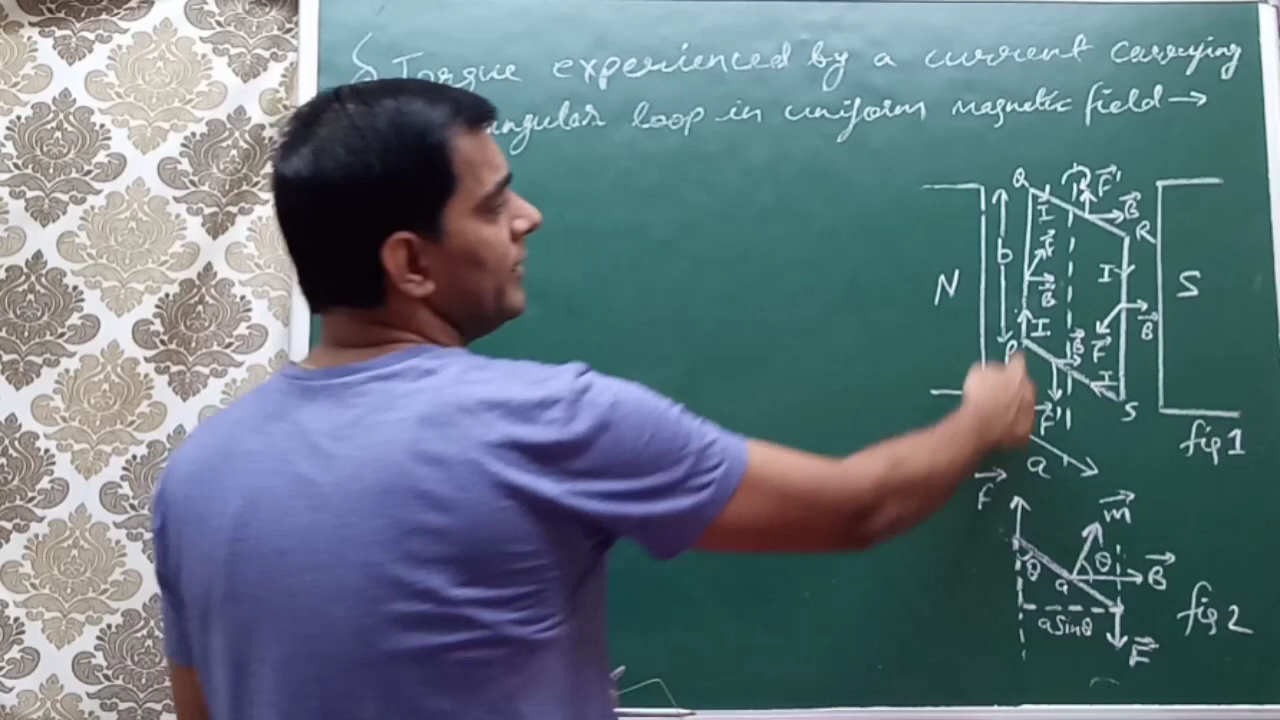 § Torque experienced by a current carrying
angular loop in uniform magnetic field →
Q
F'
I
B
R
b
F
I
N
B
S
I
B
B
F
I
S
F'
fig 1
a
F
m
θ
θ
B
a
a sinθ
fig 2
F